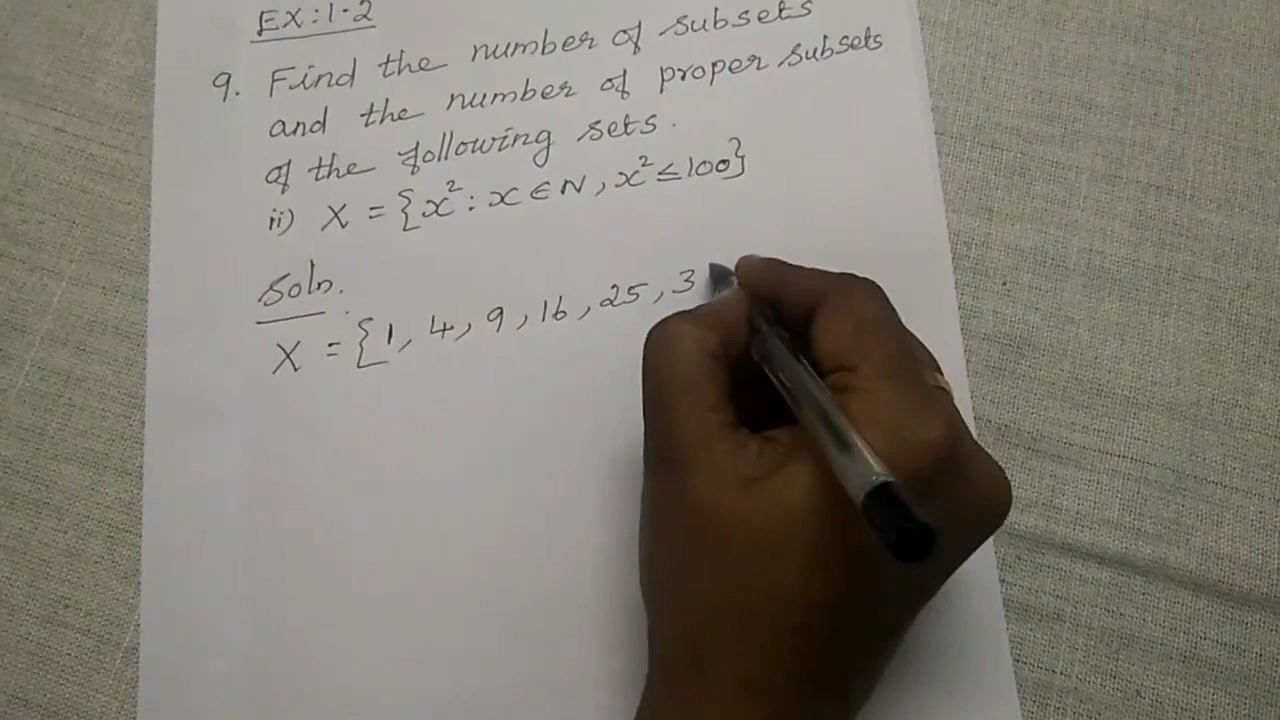 EX:1.2
9. Find the number of subsets
and the number of proper subsets
of the following sets.
ii) X = {x² : x ∈ N, x² ≤ 100}
Soln.
X = {1, 4, 9, 16, 25, 3